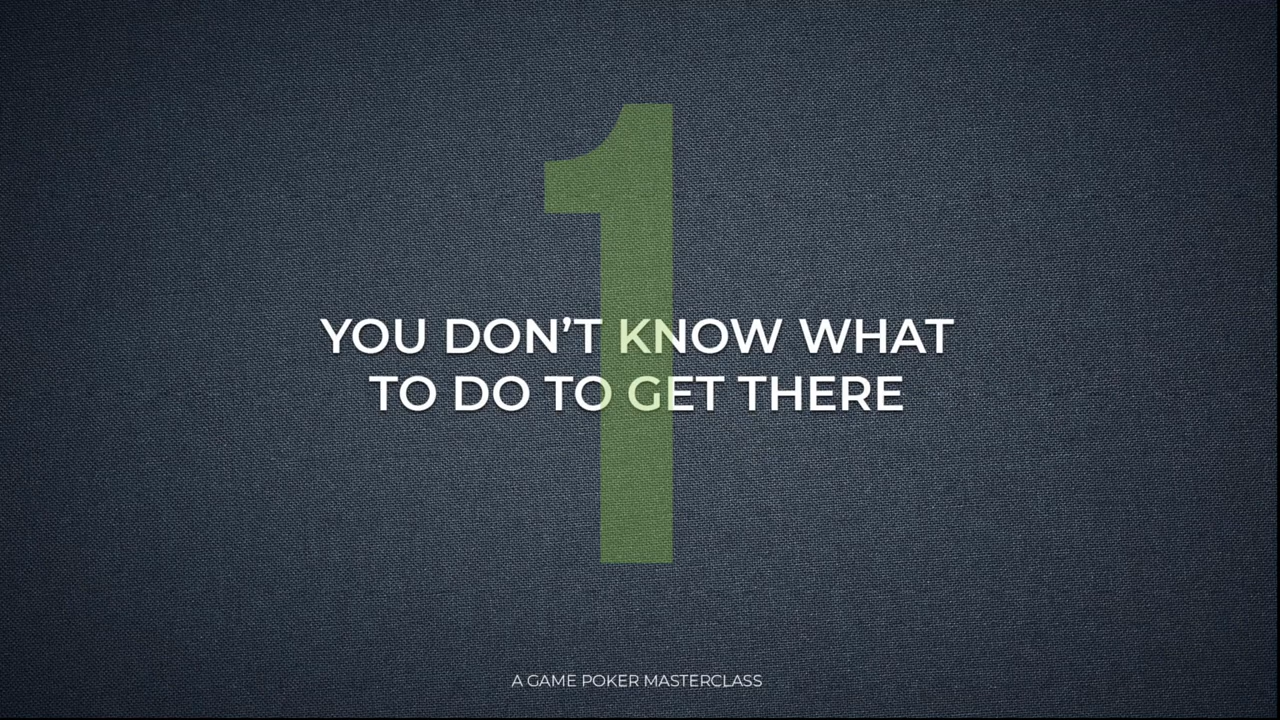 1
YOU DON’T KNOW WHAT
TO DO TO GET THERE
A GAME POKER MASTERCLASS